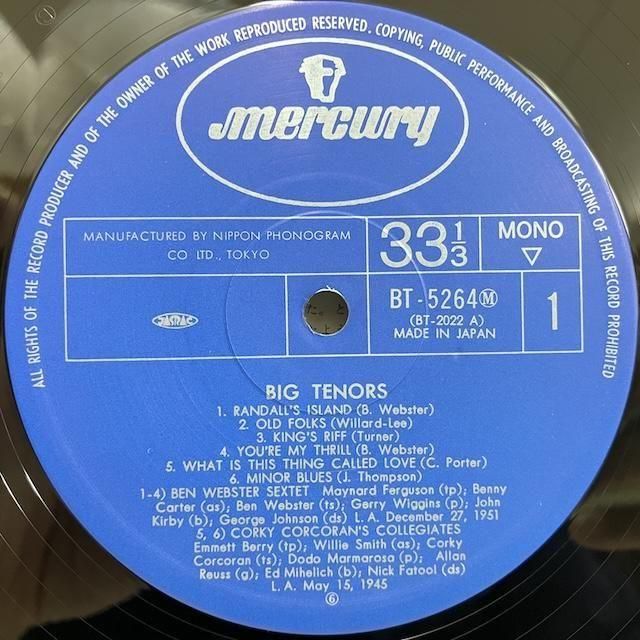 ALL RIGHTS OF THE RECORD PRODUCER AND OF THE OWNER OF THE WORK REPRODUCED RESERVED. COPYING, PUBLIC PERFORMANCE AND BROADCASTING OF THIS RECORD PROHIBITED
mercury
MANUFACTURED BY NIPPON PHONOGRAM
CO LTD., TOKYO
33 1/3
MONO
▽
JASRAC
BT-5264Ⓜ
(BT-2022 A)
MADE IN JAPAN
1
BIG TENORS
1. RANDALL'S ISLAND (B. Webster)
2. OLD FOLKS (Willard-Lee)
3. KING'S RIFF (Turner)
4. YOU'RE MY THRILL (B. Webster)
5. WHAT IS THIS THING CALLED LOVE (C. Porter)
6. MINOR BLUES (J. Thompson)
1-4) BEN WEBSTER SEXTET Maynard Ferguson (tp); Benny
Carter (as); Ben Webster (ts); Gerry Wiggins (p); John
Kirby (b); George Johnson (ds) L.A. December 27, 1951
5, 6) CORKY CORCORAN'S COLLEGIATES
Emmett Berry (tp); Willie Smith (as); Corky
Corcoran (ts); Dodo Marmarosa (p); Allan
Reuss (g); Ed Mihelich (b); Nick Fatool (ds)
L.A. May 15, 1945
⑥